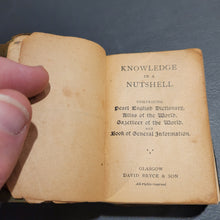 KNOWLEDGE
IN A
NUTSHELL
COMPRISING
Pearl English Dictionary,
Atlas of the World,
Gazetteer of the World,
AND
Book of General Information.
GLASGOW
DAVID BRYCE & SON
All rights reserved